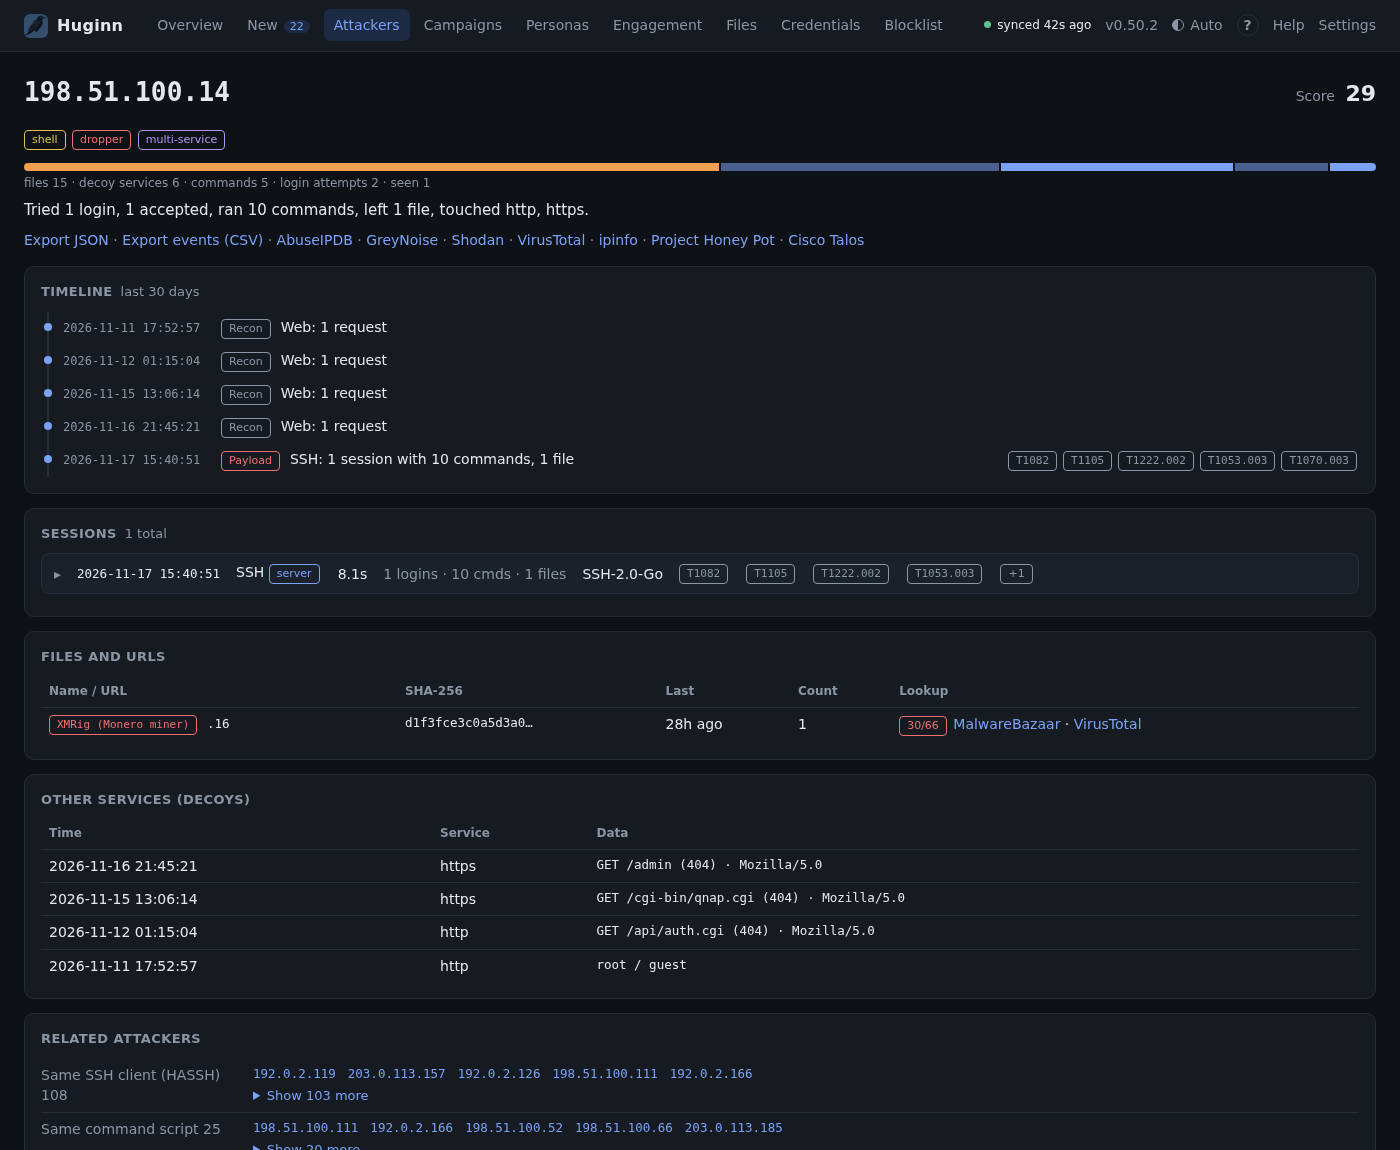 Huginn Overview New 22 Attackers Campaigns Personas Engagement Files Credentials Blocklist synced 42s ago v0.50.2 Auto ? Help Settings
198.51.100.14 Score 29
shell dropper multi-service
files 15 · decoy services 6 · commands 5 · login attempts 2 · seen 1
Tried 1 login, 1 accepted, ran 10 commands, left 1 file, touched http, https.
Export JSON · Export events (CSV) · AbuseIPDB · GreyNoise · Shodan · VirusTotal · ipinfo · Project Honey Pot · Cisco Talos
TIMELINE last 30 days
2026-11-11 17:52:57 Recon Web: 1 request
2026-11-12 01:15:04 Recon Web: 1 request
2026-11-15 13:06:14 Recon Web: 1 request
2026-11-16 21:45:21 Recon Web: 1 request
2026-11-17 15:40:51 Payload SSH: 1 session with 10 commands, 1 file T1082 T1105 T1222.002 T1053.003 T1070.003
SESSIONS 1 total
▶ 2026-11-17 15:40:51 SSH server 8.1s 1 logins · 10 cmds · 1 files SSH-2.0-Go T1082 T1105 T1222.002 T1053.003 +1
FILES AND URLS
Name / URL SHA-256 Last Count Lookup
XMRig (Monero miner) .16 d1f3fce3c0a5d3a0… 28h ago 1 30/66 MalwareBazaar · VirusTotal
OTHER SERVICES (DECOYS)
Time Service Data
2026-11-16 21:45:21 https GET /admin (404) · Mozilla/5.0
2026-11-15 13:06:14 https GET /cgi-bin/qnap.cgi (404) · Mozilla/5.0
2026-11-12 01:15:04 http GET /api/auth.cgi (404) · Mozilla/5.0
2026-11-11 17:52:57 http root / guest
RELATED ATTACKERS
Same SSH client (HASSH) 192.0.2.119 203.0.113.157 192.0.2.126 198.51.100.111 192.0.2.166
108 ▶ Show 103 more
Same command script 25 198.51.100.111 192.0.2.166 198.51.100.52 198.51.100.66 203.0.113.185
▶ Show 20 more